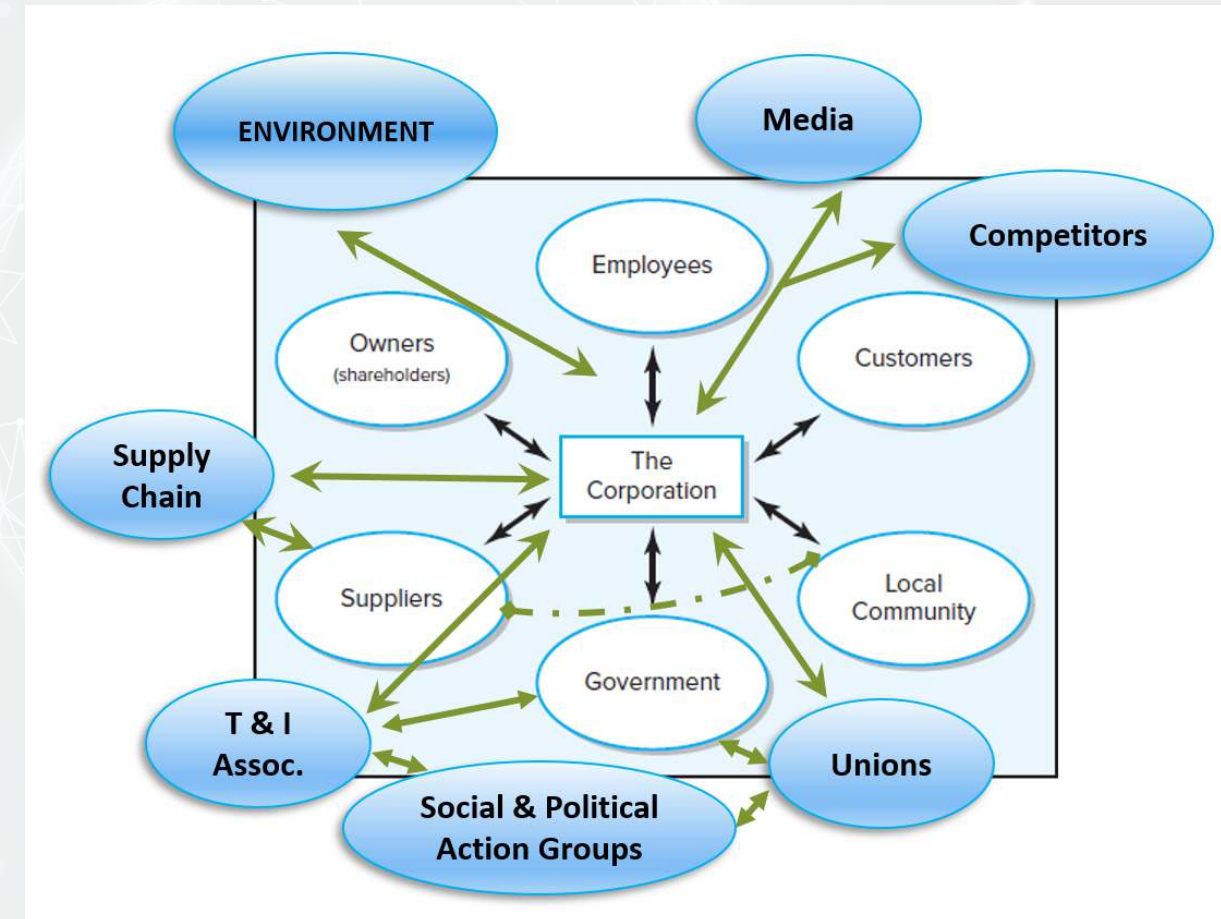 ENVIRONMENT
Media
Competitors
Employees
Owners
(shareholders)
Customers
Supply
Chain
The
Corporation
Suppliers
Local
Community
Government
T & I
Assoc.
Unions
Social & Political
Action Groups